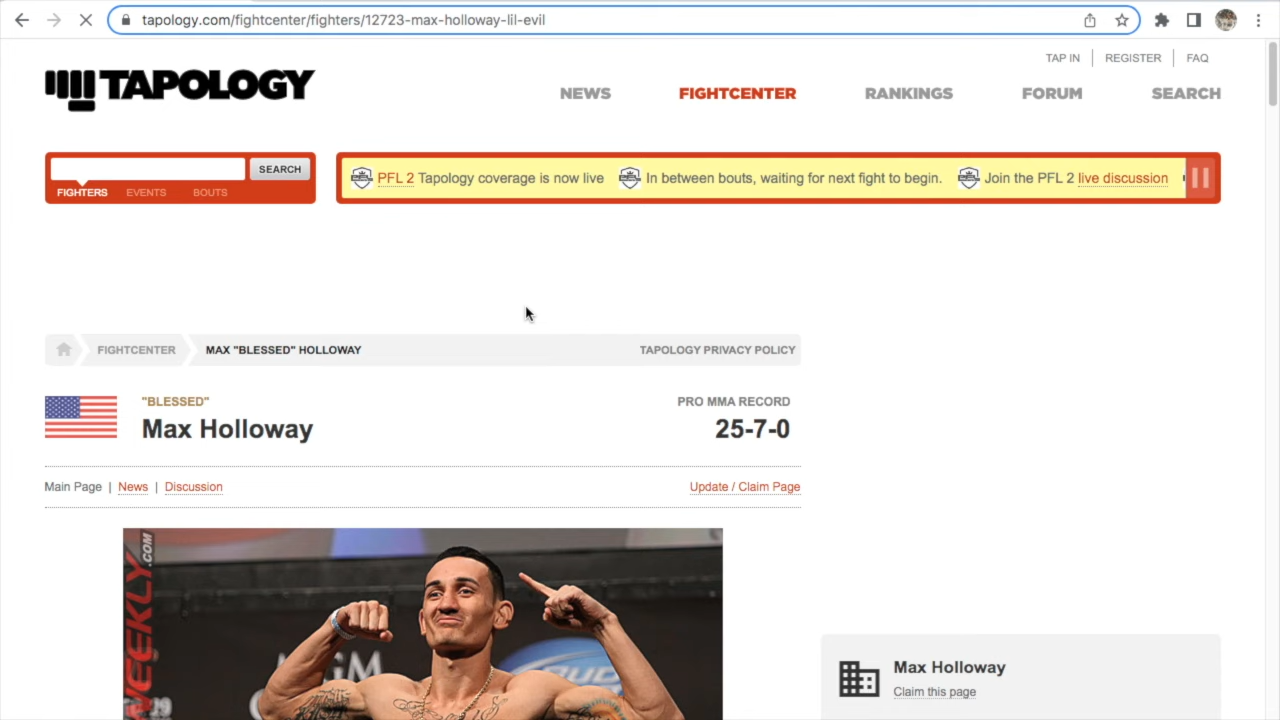 tapology.com/fightcenter/fighters/12723-max-holloway-lil-evil
TAP IN
REGISTER
FAQ
TAPOLOGY
NEWS
FIGHTCENTER
RANKINGS
FORUM
SEARCH
SEARCH
FIGHTERS
EVENTS
BOUTS
PFL 2 Tapology coverage is now live
In between bouts, waiting for next fight to begin.
Join the PFL 2 live discussion
FIGHTCENTER
MAX "BLESSED" HOLLOWAY
TAPOLOGY PRIVACY POLICY
"BLESSED"
Max Holloway
PRO MMA RECORD
25-7-0
Main Page | News | Discussion
Update / Claim Page
WEEKLY.COM
Max Holloway
Claim this page